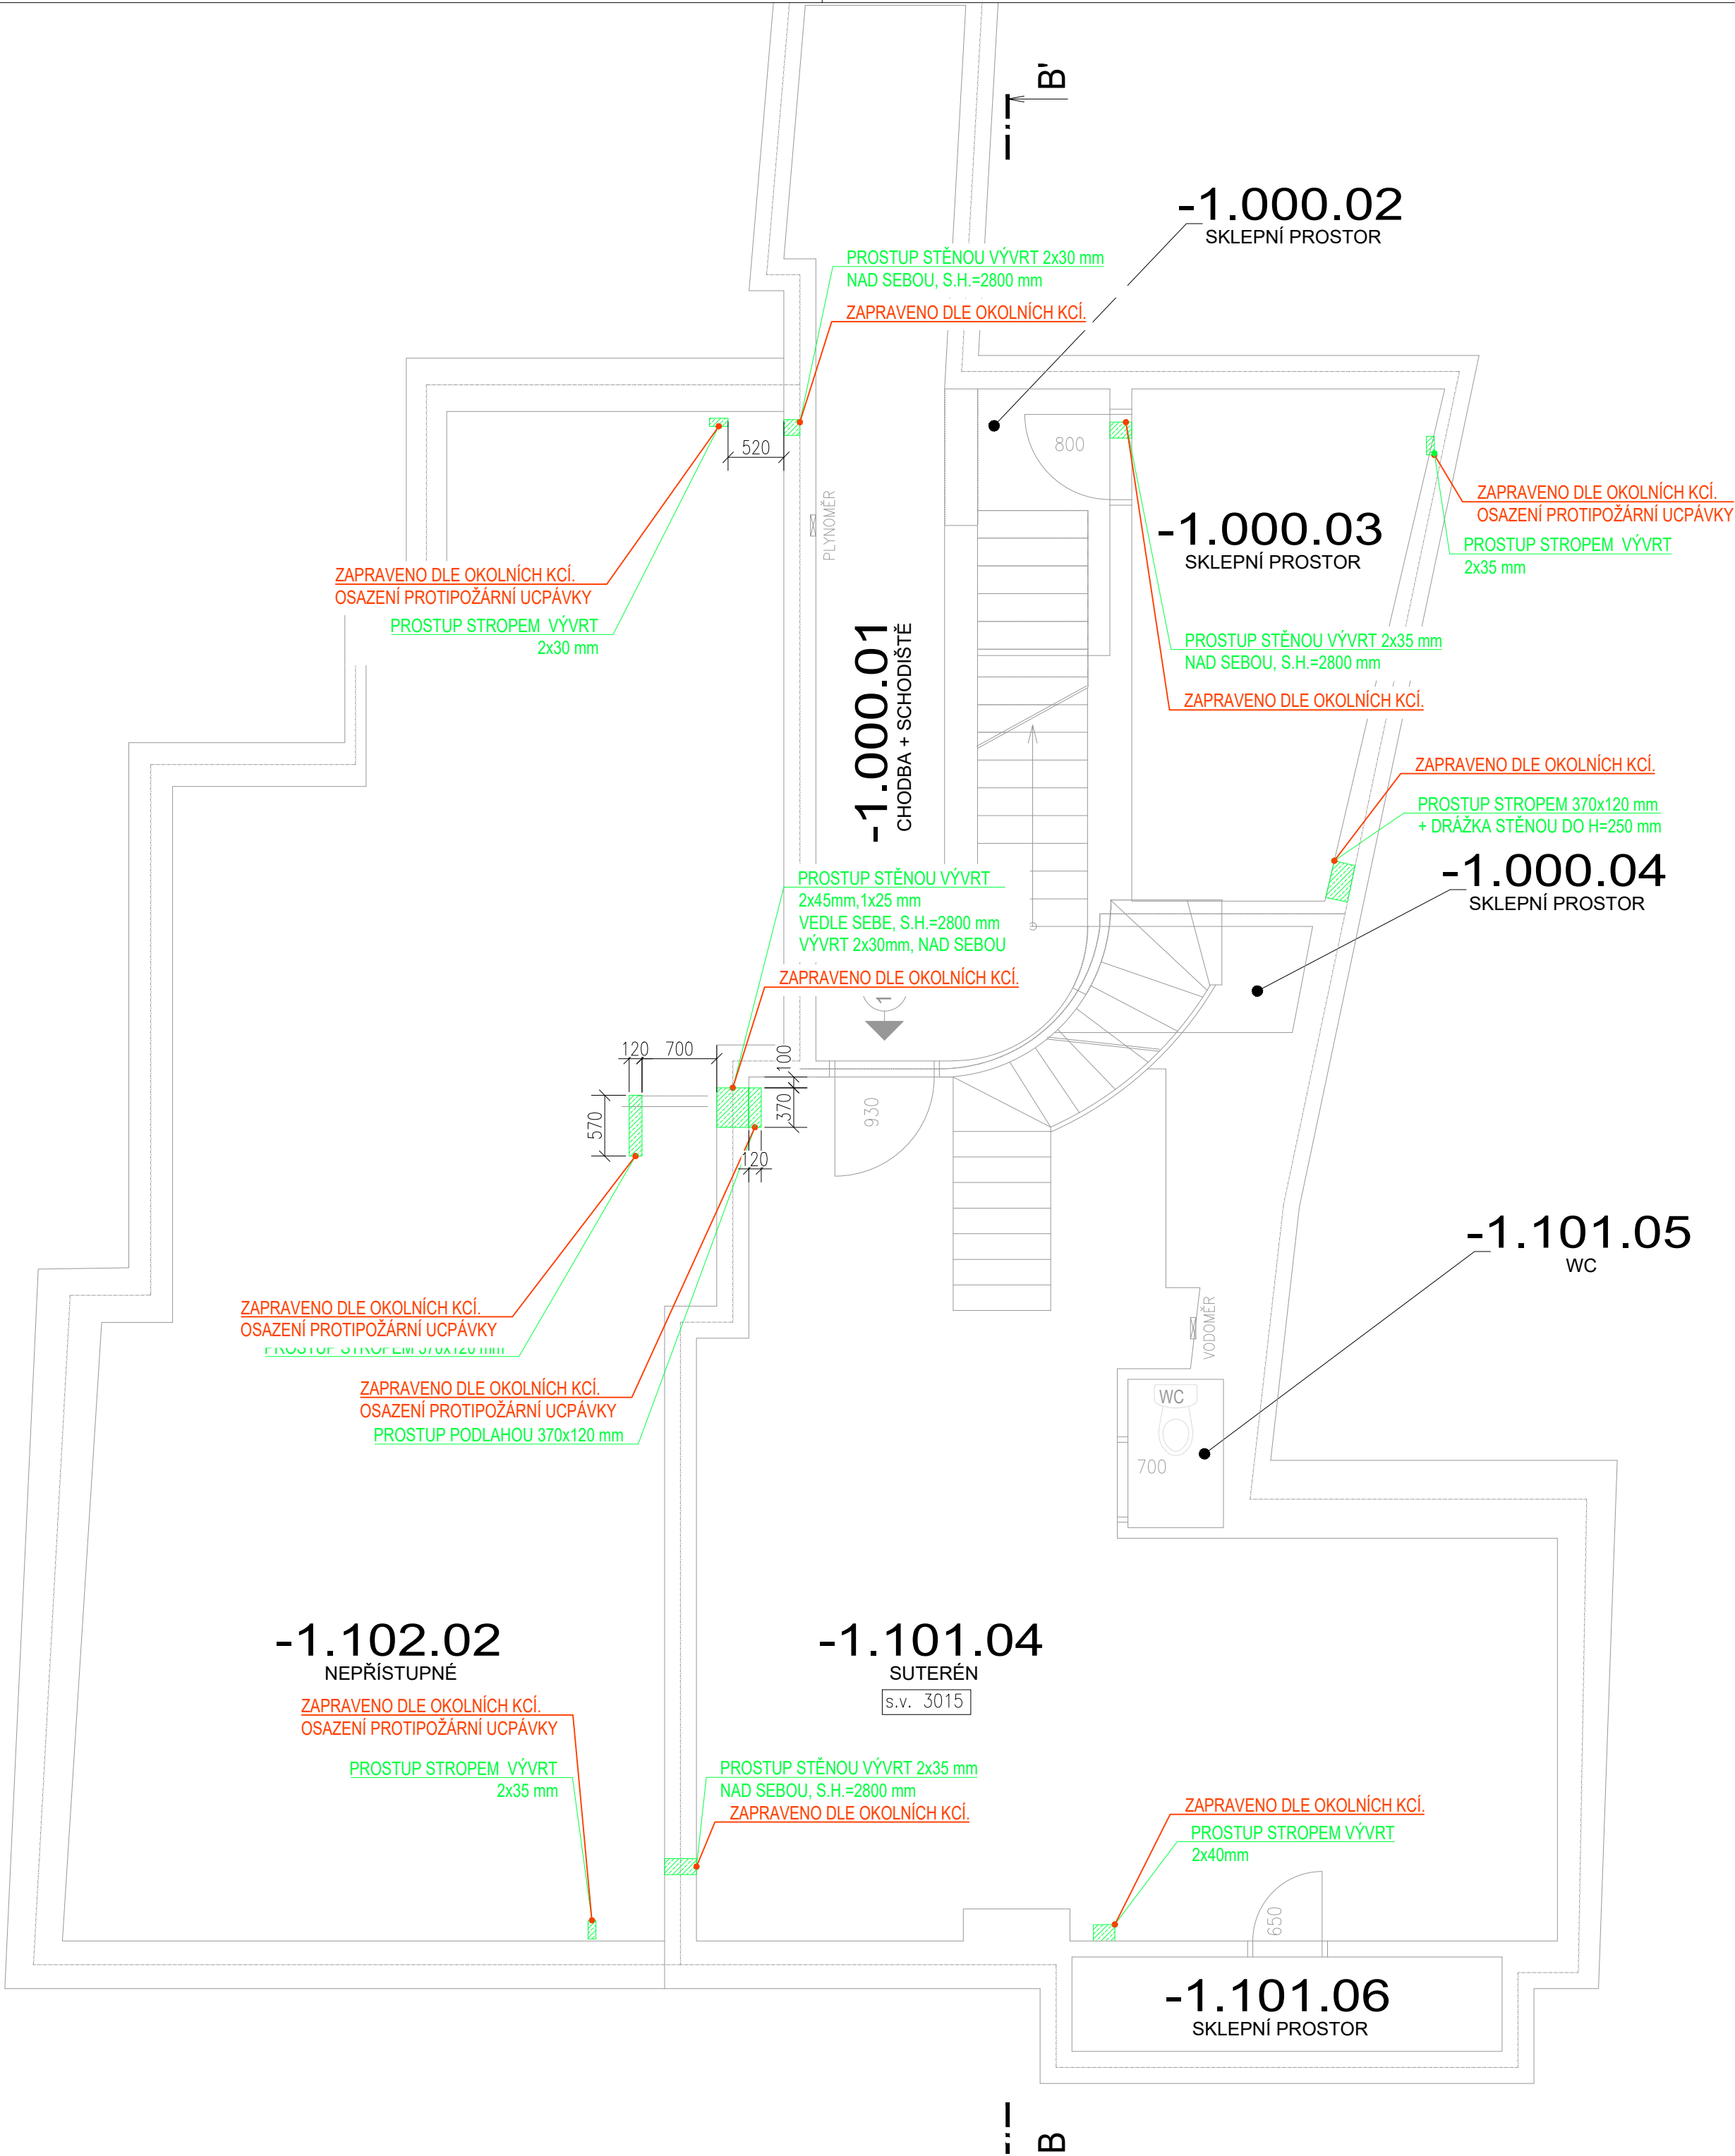 B'
-1.000.02
SKLEPNÍ PROSTOR
PROSTUP STĚNOU VÝVRT 2x30 mm
NAD SEBOU, S.H.=2800 mm
ZAPRAVENO DLE OKOLNÍCH KCÍ.
520
800
PLYNOMĚR
ZAPRAVENO DLE OKOLNÍCH KCÍ.
OSAZENÍ PROTIPOŽÁRNÍ UCPÁVKY
PROSTUP STROPEM VÝVRT
2x35 mm
-1.000.03
SKLEPNÍ PROSTOR
ZAPRAVENO DLE OKOLNÍCH KCÍ.
OSAZENÍ PROTIPOŽÁRNÍ UCPÁVKY
PROSTUP STROPEM VÝVRT
2x30 mm
-1.000.01
CHODBA + SCHODIŠTĚ
PROSTUP STĚNOU VÝVRT 2x35 mm
NAD SEBOU, S.H.=2800 mm
ZAPRAVENO DLE OKOLNÍCH KCÍ.
ZAPRAVENO DLE OKOLNÍCH KCÍ.
PROSTUP STROPEM 370x120 mm
+ DRÁŽKA STĚNOU DO H=250 mm
-1.000.04
SKLEPNÍ PROSTOR
PROSTUP STĚNOU VÝVRT
2x45mm,1x25 mm
VEDLE SEBE, S.H.=2800 mm
VÝVRT 2x30mm, NAD SEBOU
ZAPRAVENO DLE OKOLNÍCH KCÍ.
1
120
700
100
570
370
930
120
-1.101.05
WC
ZAPRAVENO DLE OKOLNÍCH KCÍ.
OSAZENÍ PROTIPOŽÁRNÍ UCPÁVKY
PROSTUP STROPEM 370x120 mm
VODOMĚR
ZAPRAVENO DLE OKOLNÍCH KCÍ.
OSAZENÍ PROTIPOŽÁRNÍ UCPÁVKY
PROSTUP PODLAHOU 370x120 mm
WC
700
-1.102.02
NEPŘÍSTUPNÉ
-1.101.04
SUTERÉN
s.v. 3015
ZAPRAVENO DLE OKOLNÍCH KCÍ.
OSAZENÍ PROTIPOŽÁRNÍ UCPÁVKY
PROSTUP STROPEM VÝVRT
2x35 mm
PROSTUP STĚNOU VÝVRT 2x35 mm
NAD SEBOU, S.H.=2800 mm
ZAPRAVENO DLE OKOLNÍCH KCÍ.
ZAPRAVENO DLE OKOLNÍCH KCÍ.
PROSTUP STROPEM VÝVRT
2x40mm
650
-1.101.06
SKLEPNÍ PROSTOR
B